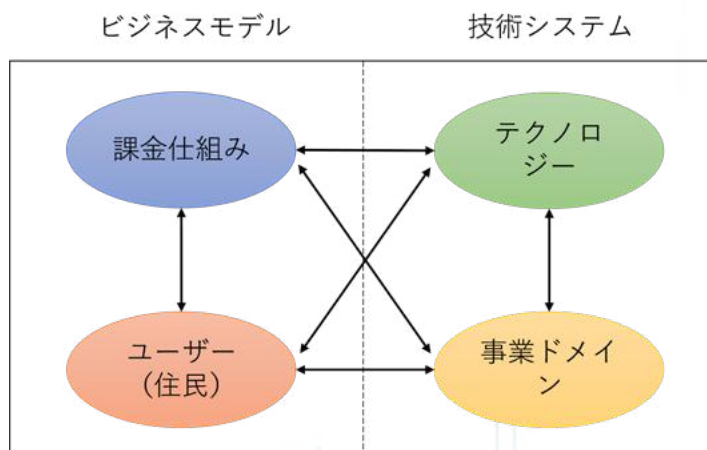 ビジネスモデル
技術システム
課金仕組み
テクノロ
ジー
ユーザー
（住民）
事業ドメイ
ン